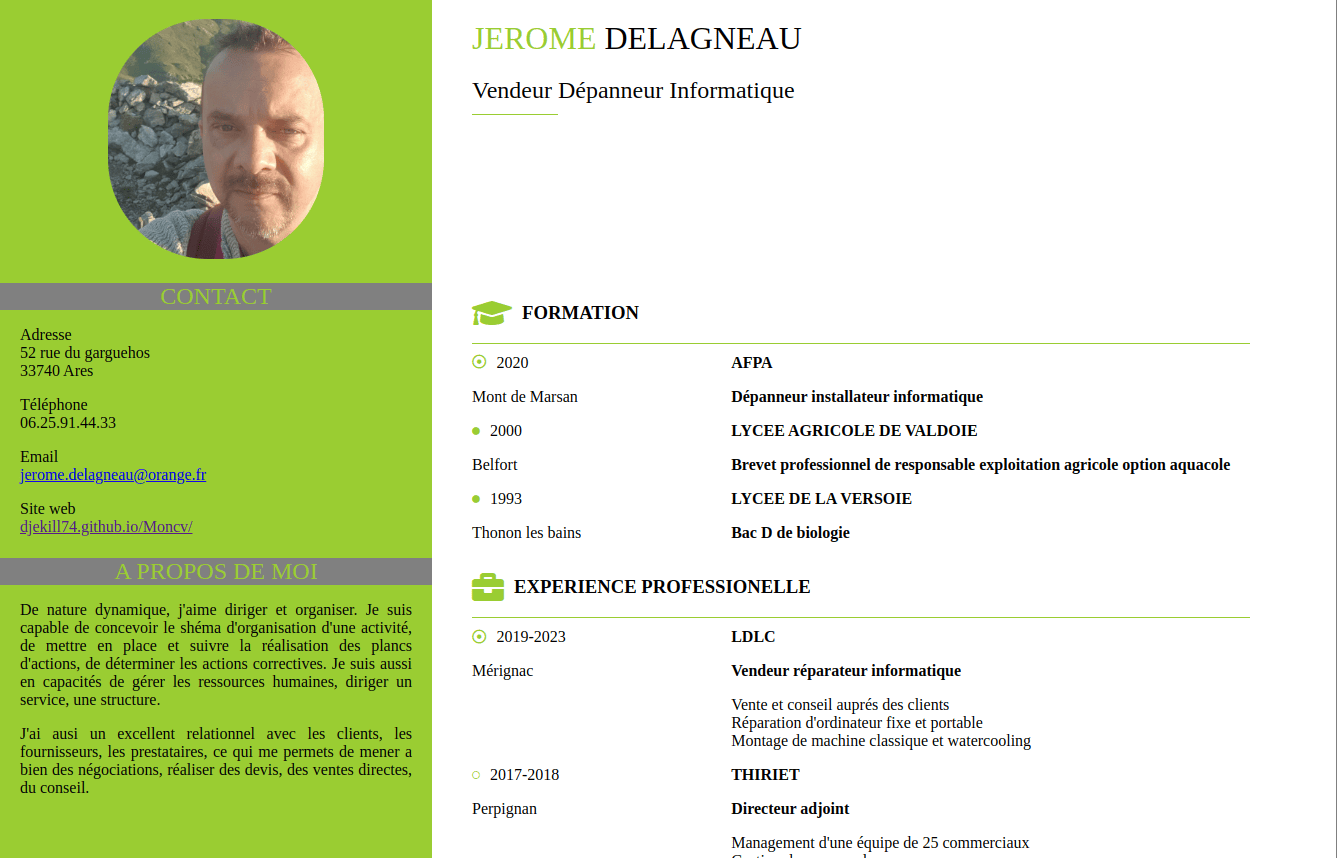 CONTACT
Adresse
52 rue du garguehos
33740 Ares
Téléphone
06.25.91.44.33
Email
jerome.delagneau@orange.fr
Site web
djekill74.github.io/Moncv/
A PROPOS DE MOI
De nature dynamique, j'aime diriger et organiser. Je suis
capable de concevoir le shéma d'organisation d'une activité,
de mettre en place et suivre la réalisation des plancs
d'actions, de déterminer les actions correctives. Je suis aussi
en capacités de gérer les ressources humaines, diriger un
service, une structure.
J'ai ausi un excellent relationnel avec les clients, les
fournisseurs, les prestataires, ce qui me permets de mener a
bien des négociations, réaliser des devis, des ventes directes,
du conseil.
JEROME DELAGNEAU
Vendeur Dépanneur Informatique
FORMATION
2020 AFPA
Mont de Marsan Dépanneur installateur informatique
2000 LYCEE AGRICOLE DE VALDOIE
Belfort Brevet professionnel de responsable exploitation agricole option aquacole
1993 LYCEE DE LA VERSOIE
Thonon les bains Bac D de biologie
EXPERIENCE PROFESSIONELLE
2019-2023 LDLC
Mérignac Vendeur réparateur informatique
Vente et conseil auprés des clients
Réparation d'ordinateur fixe et portable
Montage de machine classique et watercooling
2017-2018 THIRIET
Perpignan Directeur adjoint
Management d'une équipe de 25 commerciaux